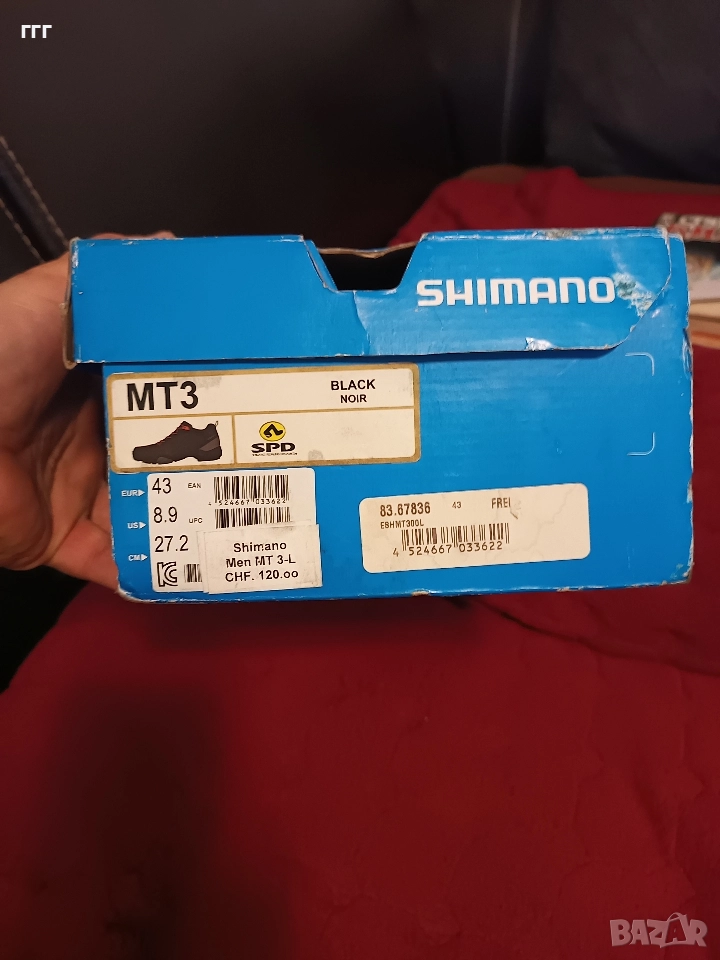 ггг
SHIMANO
MT3
BLACK
NOIR
SPD
EUR 43 EAN
4 524667 033622
US 8.9 UPC
CM 27.2
Shimano
Men MT 3-L
CHF. 120.oo
83.67836 43 FREI
ESHMT300L
4 524667 033622
BAZAR